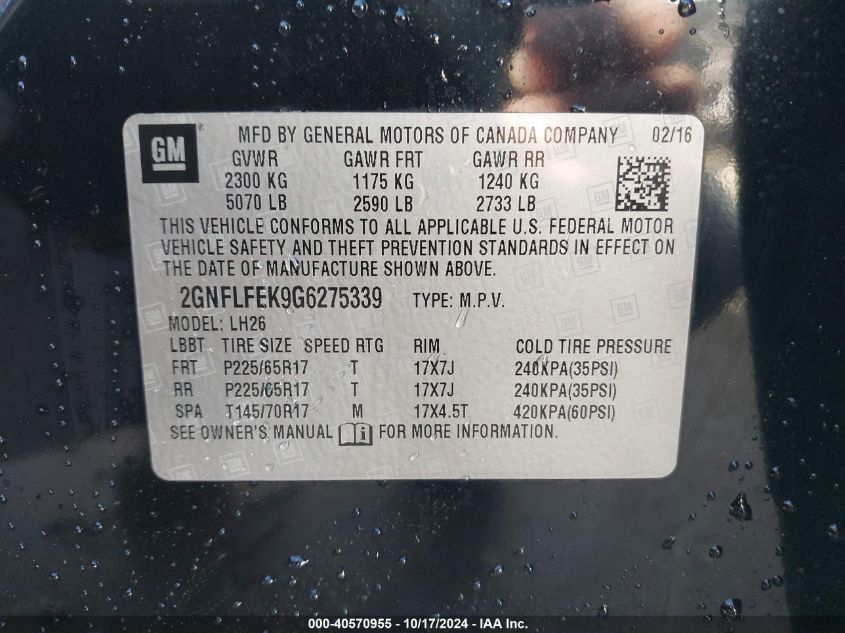 GM ® MFD BY GENERAL MOTORS OF CANADA COMPANY 02/16
GVWR GAWR FRT GAWR RR
2300 KG 1175 KG 1240 KG
5070 LB 2590 LB 2733 LB
THIS VEHICLE CONFORMS TO ALL APPLICABLE U.S. FEDERAL MOTOR
VEHICLE SAFETY AND THEFT PREVENTION STANDARDS IN EFFECT ON
THE DATE OF MANUFACTURE SHOWN ABOVE.
2GNFLFEK9G6275339 TYPE: M.P.V.
MODEL: LH26
LBBT TIRE SIZE SPEED RTG RIM COLD TIRE PRESSURE
FRT P225/65R17 T 17X7J 240KPA(35PSI)
RR P225/65R17 T 17X7J 240KPA(35PSI)
SPA T145/70R17 M 17X4.5T 420KPA(60PSI)
SEE OWNER'S MANUAL FOR MORE INFORMATION.
000-40570955 - 10/17/2024 - IAA Inc.